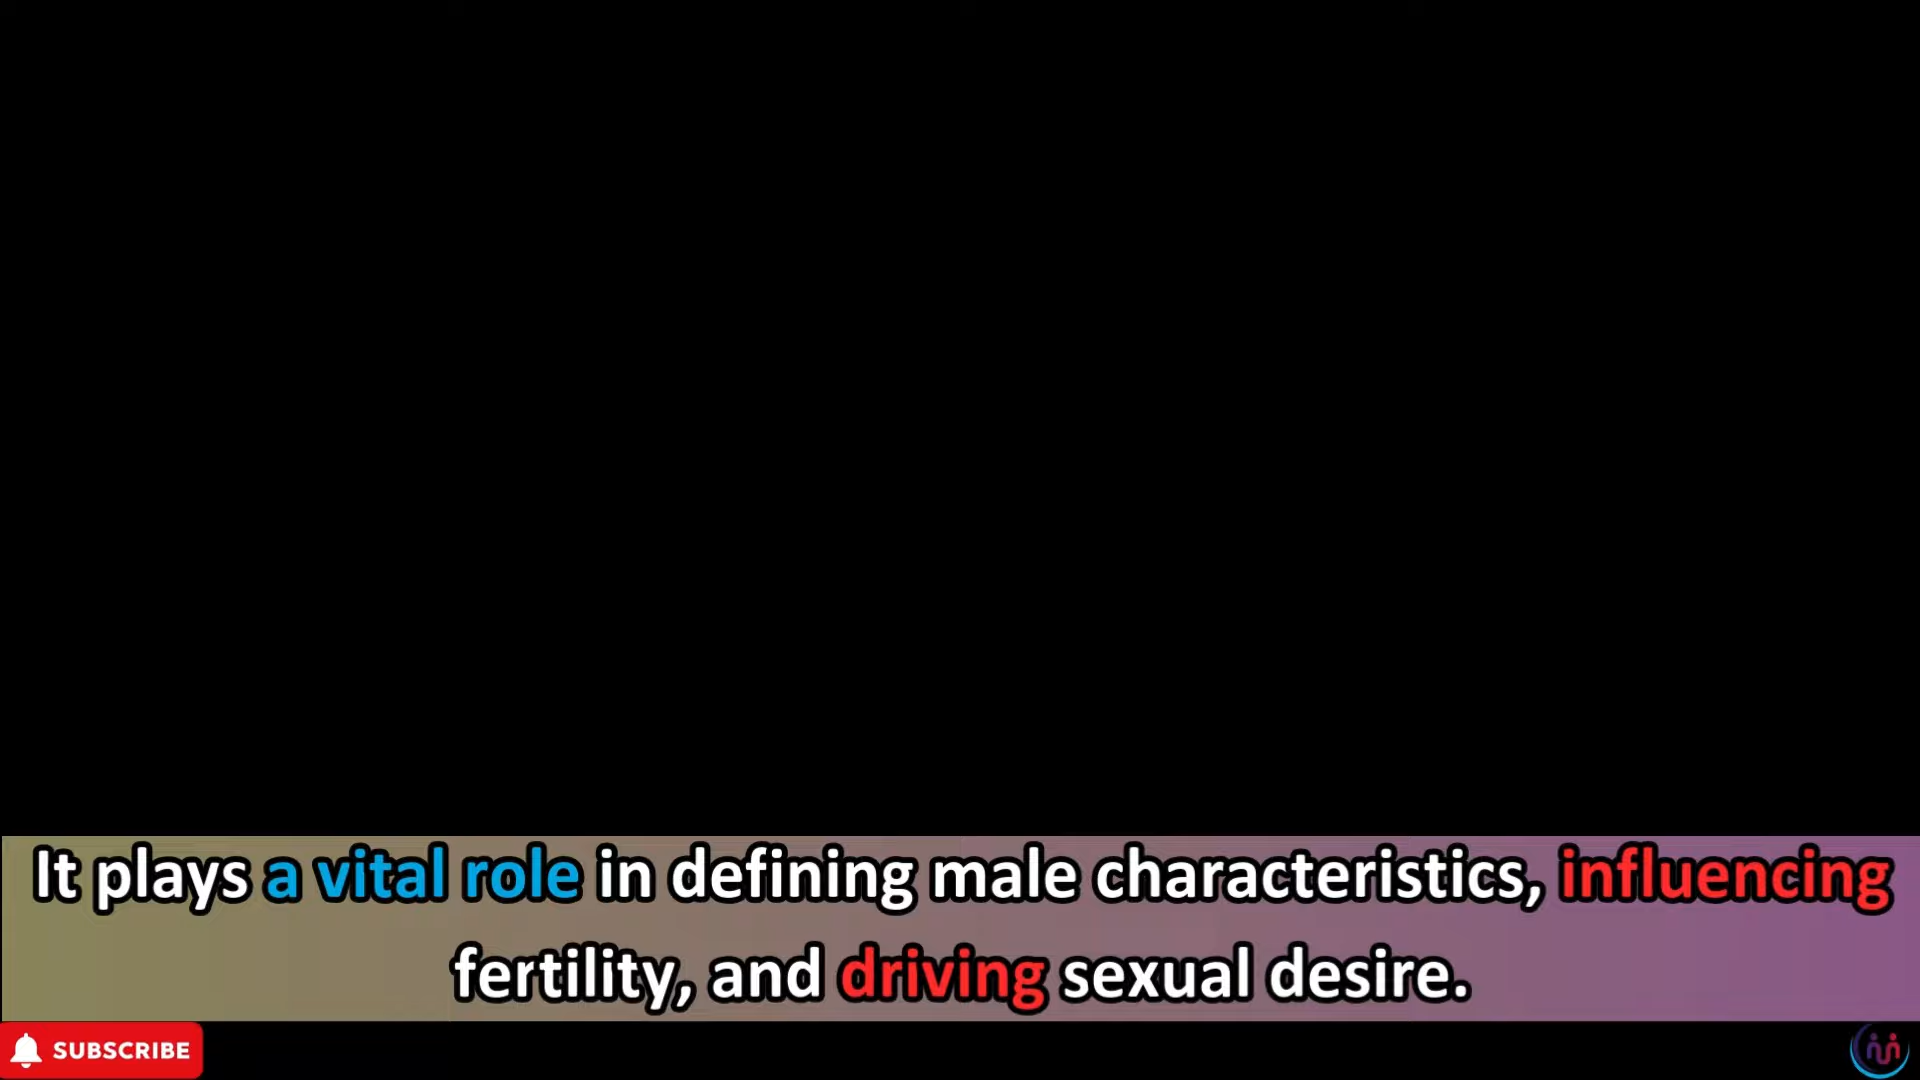 It plays a vital role in defining male characteristics, influencing
fertility, and driving sexual desire.
SUBSCRIBE